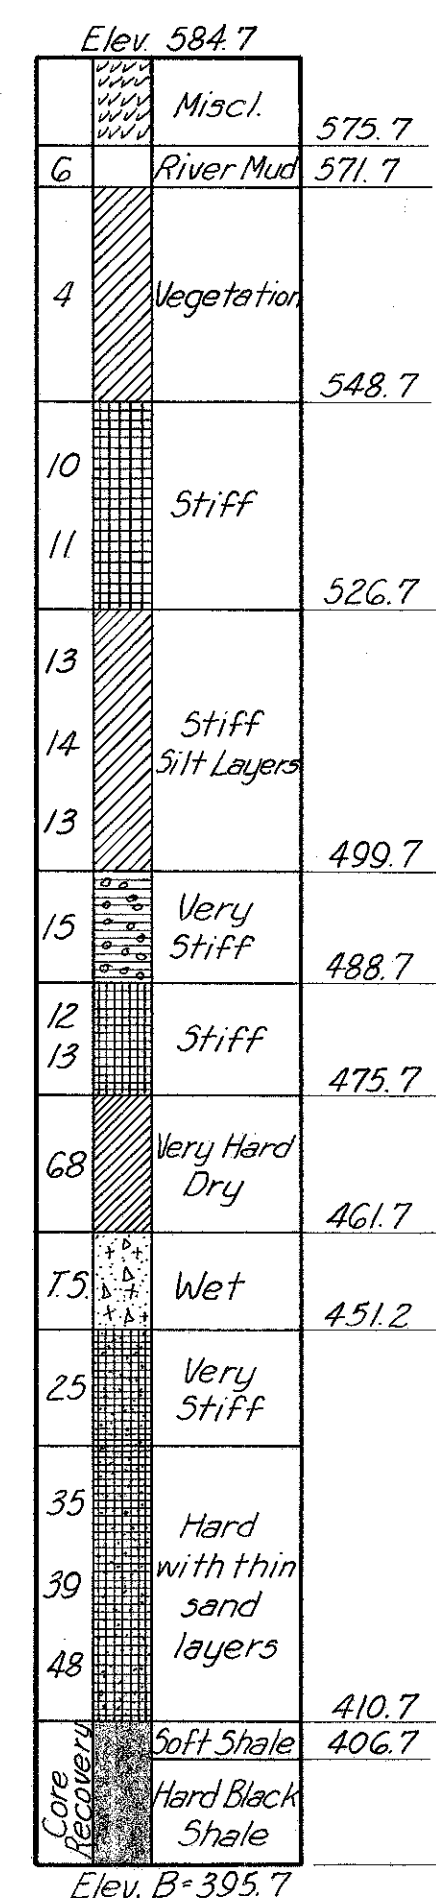 Elev. 584.7
Miscl.
575.7
6 River Mud 571.7
4 Vegetation
548.7
10
Stiff
11
526.7
13
Stiff
14
Silt Layers
13
499.7
15 Very
Stiff
488.7
12
Stiff
13
475.7
68 Very Hard
Dry
461.7
T.S. Wet
451.2
25 Very
Stiff
35
Hard
with thin
39
sand
layers
48
410.7
Soft Shale 406.7
Core
Recovery
Hard Black
Shale
Elev. B=395.7